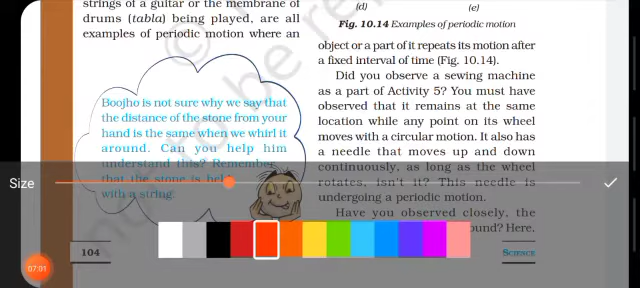 strings of a guitar or the membrane of
drums (tabla) being played, are all
examples of periodic motion where an
Boojho is not sure why we say that
the distance of the stone from your
hand is the same when we whirl it
around. Can you help him
understand this? Remember
that the stone is held
with a string.
104
(d) (e)
Fig. 10.14 Examples of periodic motion
object or a part of it repeats its motion after
a fixed interval of time (Fig. 10.14).
Did you observe a sewing machine
as a part of Activity 5? You must have
observed that it remains at the same
location while any point on its wheel
moves with a circular motion. It also has
a needle that moves up and down
continuously, as long as the wheel
rotates, isn't it? This needle is
undergoing a periodic motion.
Have you observed closely, the
ound? Here,
SCIENCE
Size
07:01